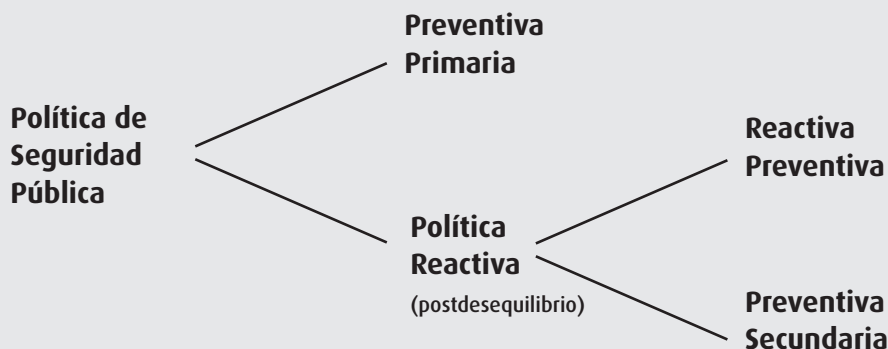 Preventiva
Primaria
Política de
Seguridad
Pública
Reactiva
Preventiva
Política
Reactiva
(postdesequilibrio)
Preventiva
Secundaria